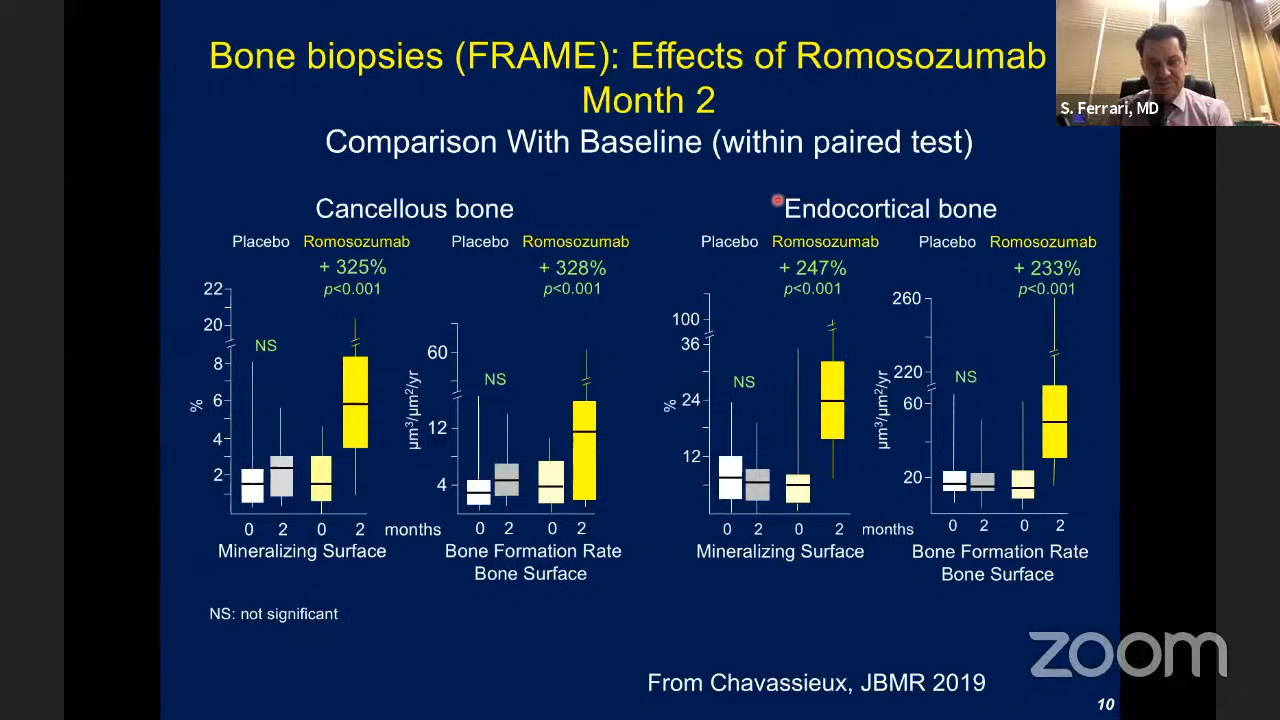 Bone biopsies (FRAME): Effects of Romosozumab
Month 2
Comparison With Baseline (within paired test)
S. Ferrari, MD
Cancellous bone
Endocortical bone
Placebo Romosozumab Placebo Romosozumab Placebo Romosozumab Placebo Romosozumab
+ 325% + 328% + 247% + 233%
p<0.001 p<0.001 p<0.001 p<0.001
22
20
8
6
4
2
%
NS
0 2 0 2 months
Mineralizing Surface
60
12
4
µm³/µm²/yr
NS
0 2 0 2
Bone Formation Rate
Bone Surface
100
36
24
12
%
NS
0 2 0 2 months
Mineralizing Surface
260
220
60
20
µm³/µm²/yr
NS
0 2 0 2
Bone Formation Rate
Bone Surface
NS: not significant
zoom
From Chavassieux, JBMR 2019
10